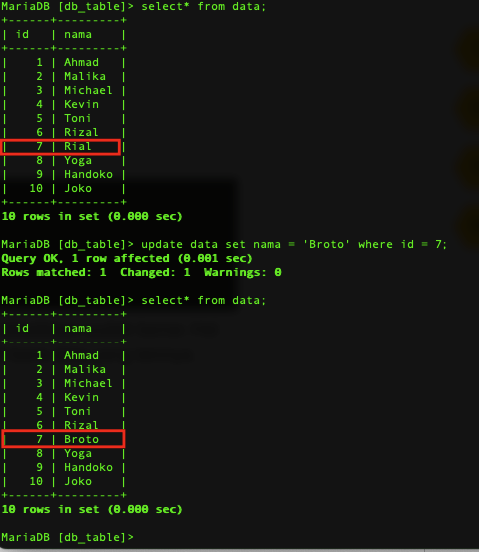 MariaDB [db_table]> select* from data;
+------+---------+
| id   | nama    |
+------+---------+
|    1 | Ahmad   |
|    2 | Malika  |
|    3 | Michael |
|    4 | Kevin   |
|    5 | Toni    |
|    6 | Rizal   |
|    7 | Rial    |
|    8 | Yoga    |
|    9 | Handoko |
|   10 | Joko    |
+------+---------+
10 rows in set (0.000 sec)

MariaDB [db_table]> update data set nama = 'Broto' where id = 7;
Query OK, 1 row affected (0.001 sec)
Rows matched: 1  Changed: 1  Warnings: 0

MariaDB [db_table]> select* from data;
+------+---------+
| id   | nama    |
+------+---------+
|    1 | Ahmad   |
|    2 | Malika  |
|    3 | Michael |
|    4 | Kevin   |
|    5 | Toni    |
|    6 | Rizal   |
|    7 | Broto   |
|    8 | Yoga    |
|    9 | Handoko |
|   10 | Joko    |
+------+---------+
10 rows in set (0.000 sec)

MariaDB [db_table]>